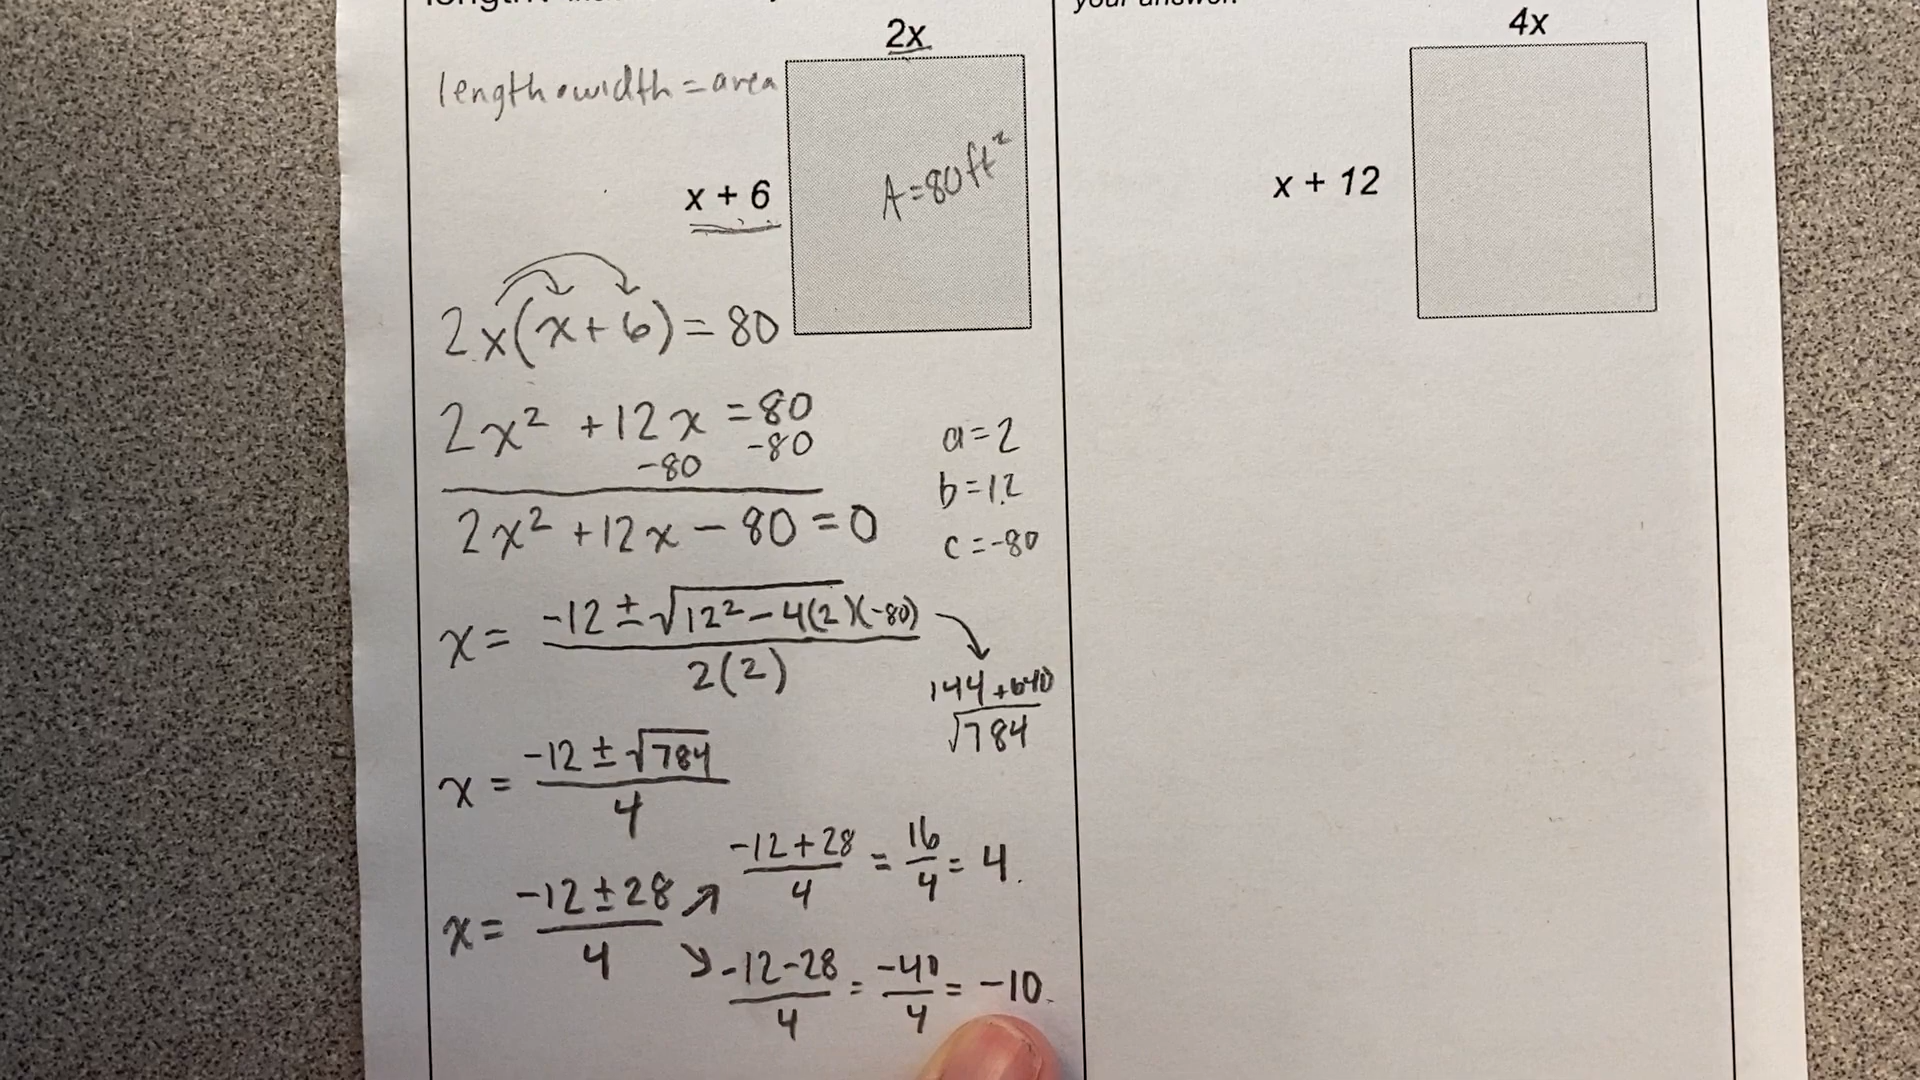 your answer.
2x
4x
length • width = area
A=80ft²
x + 6
x + 12
2x(x+6)=80
2x² +12x =80
-80 -80
2x² +12x - 80 = 0
a=2
b=12
c=-80
x= -12 ± √12² - 4(2)(-80)
2(2)
144+640
√784
x = -12 ± √784
4
x= -12 ± 28
4
-12+28 = 16 = 4
4 4
-12-28 = -40 = -10
4 4